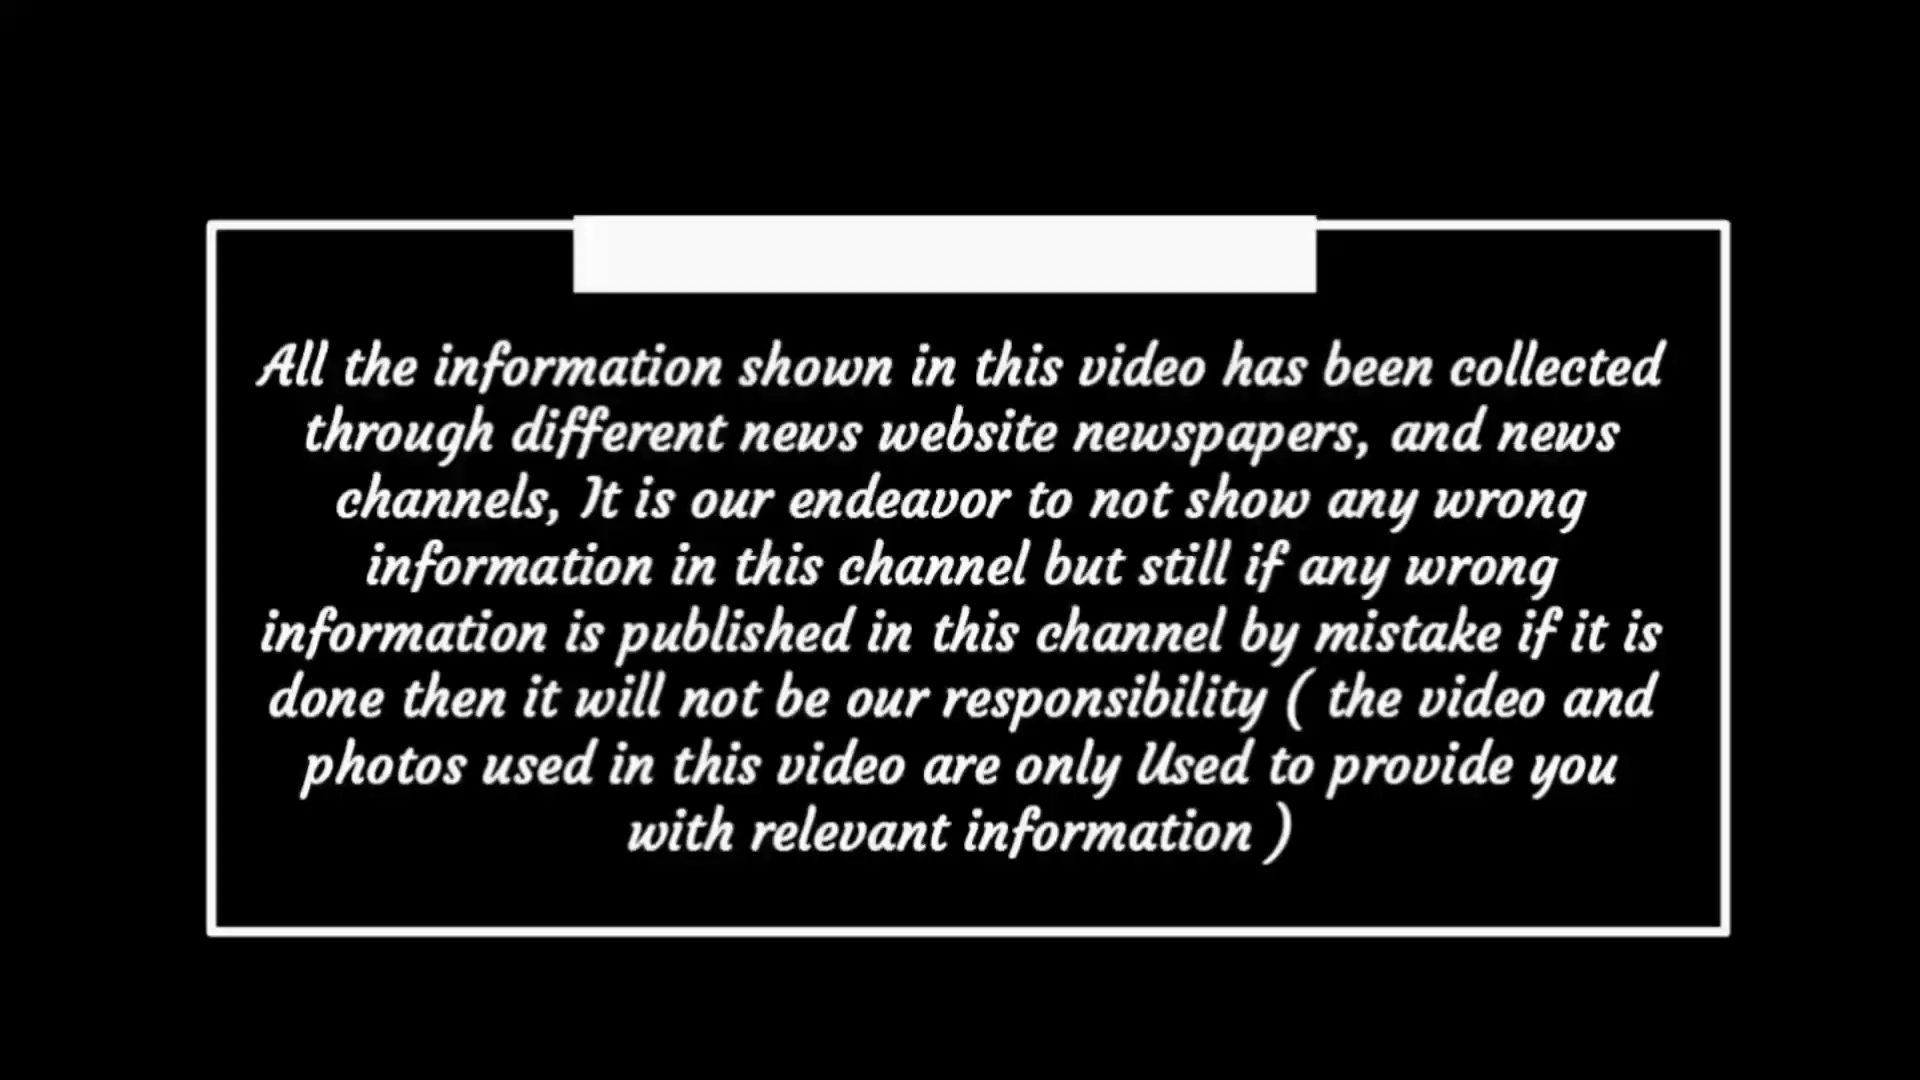 All the information shown in this video has been collected
through different news website newspapers, and news
channels, It is our endeavor to not show any wrong
information in this channel but still if any wrong
information is published in this channel by mistake if it is
done then it will not be our responsibility ( the video and
photos used in this video are only Used to provide you
with relevant information )